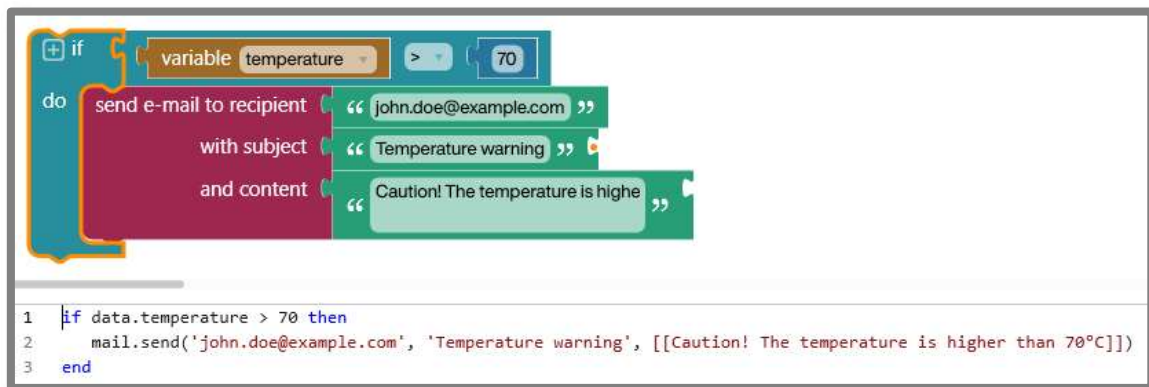 if variable temperature > 70
do send e-mail to recipient “ john.doe@example.com ”
with subject “ Temperature warning ”
and content “ Caution! The temperature is highe ”
1 if data.temperature > 70 then
2 mail.send('john.doe@example.com', 'Temperature warning', [[Caution! The temperature is higher than 70°C]])
3 end